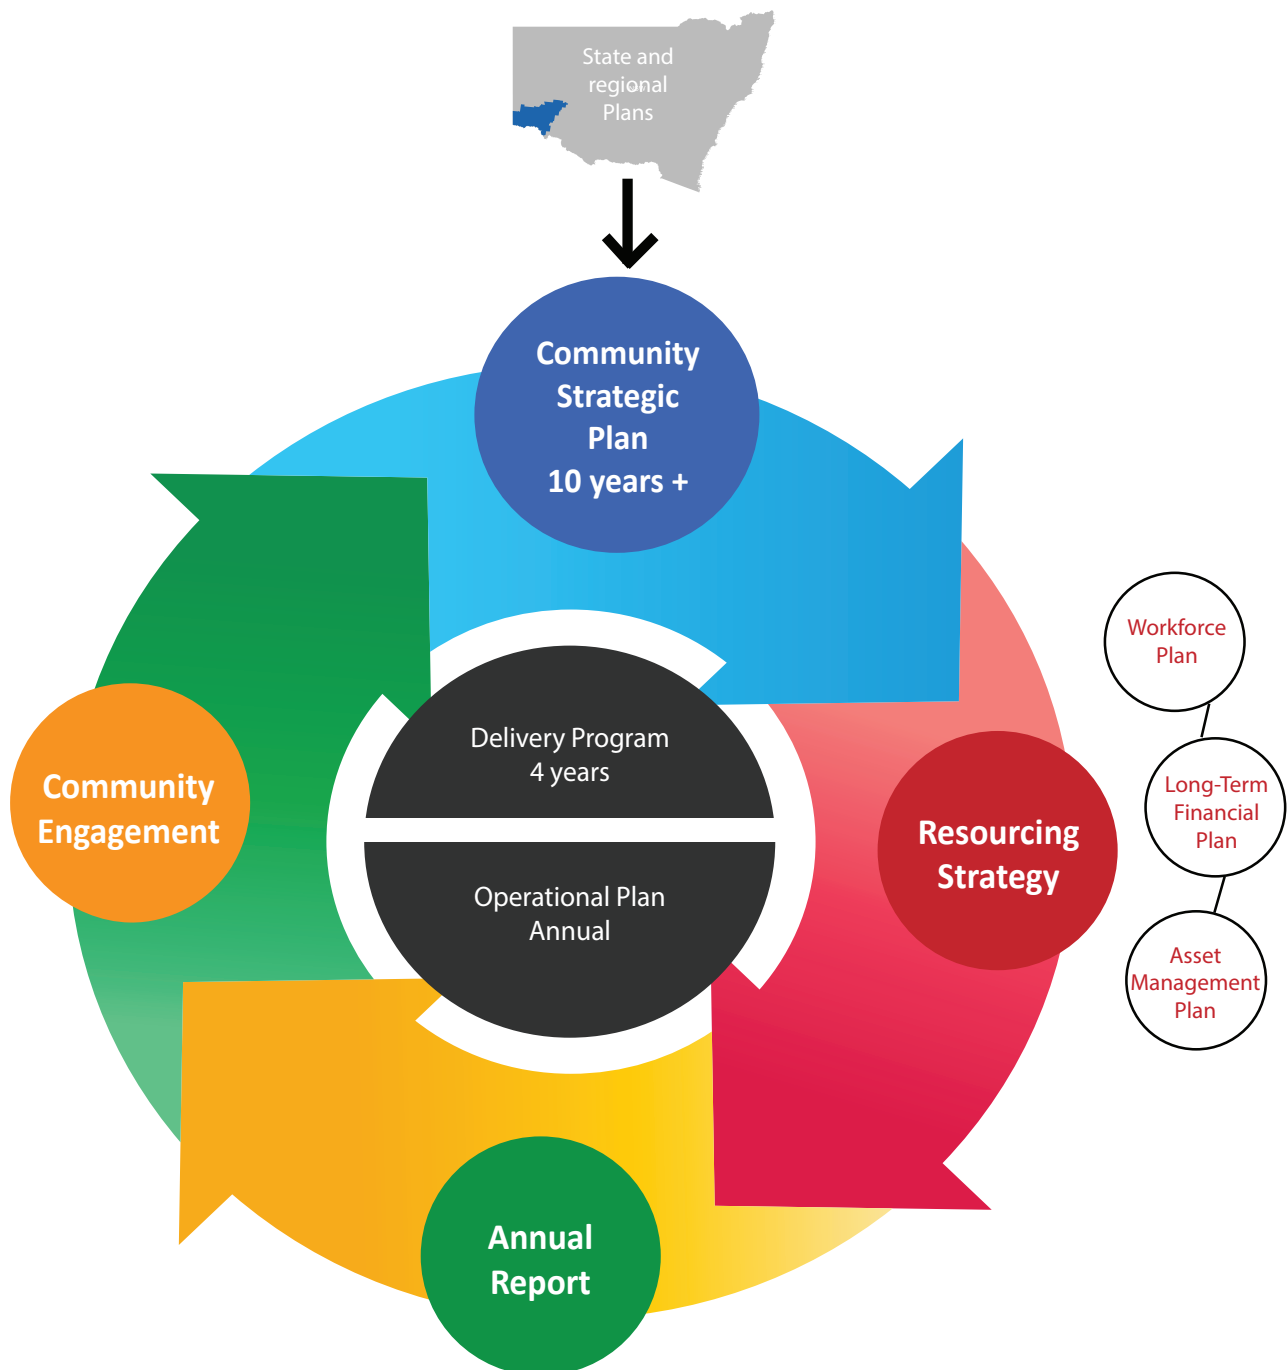 State and
regional
Plans
Community
Strategic
Plan
10 years +
Workforce
Plan
Long-Term
Financial
Plan
Asset
Management
Plan
Resourcing
Strategy
Delivery Program
4 years
Operational Plan
Annual
Community
Engagement
Annual
Report